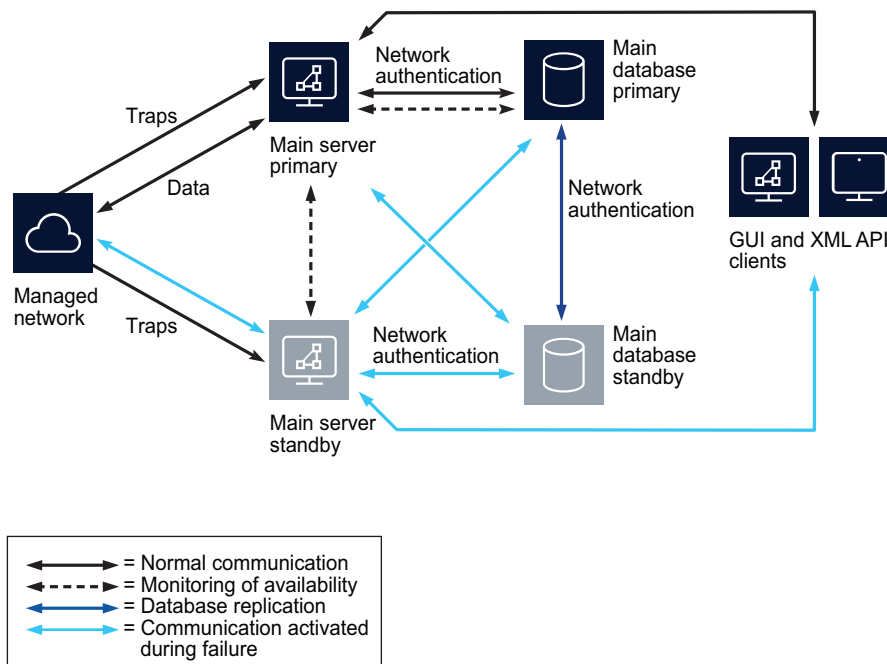 Network
authentication
Main
database
primary
Traps
Main server
primary
Data
Network
authentication
GUI and XML API
clients
Managed
network
Traps
Network
authentication
Main
database
standby
Main server
standby
= Normal communication
= Monitoring of availability
= Database replication
= Communication activated
during failure